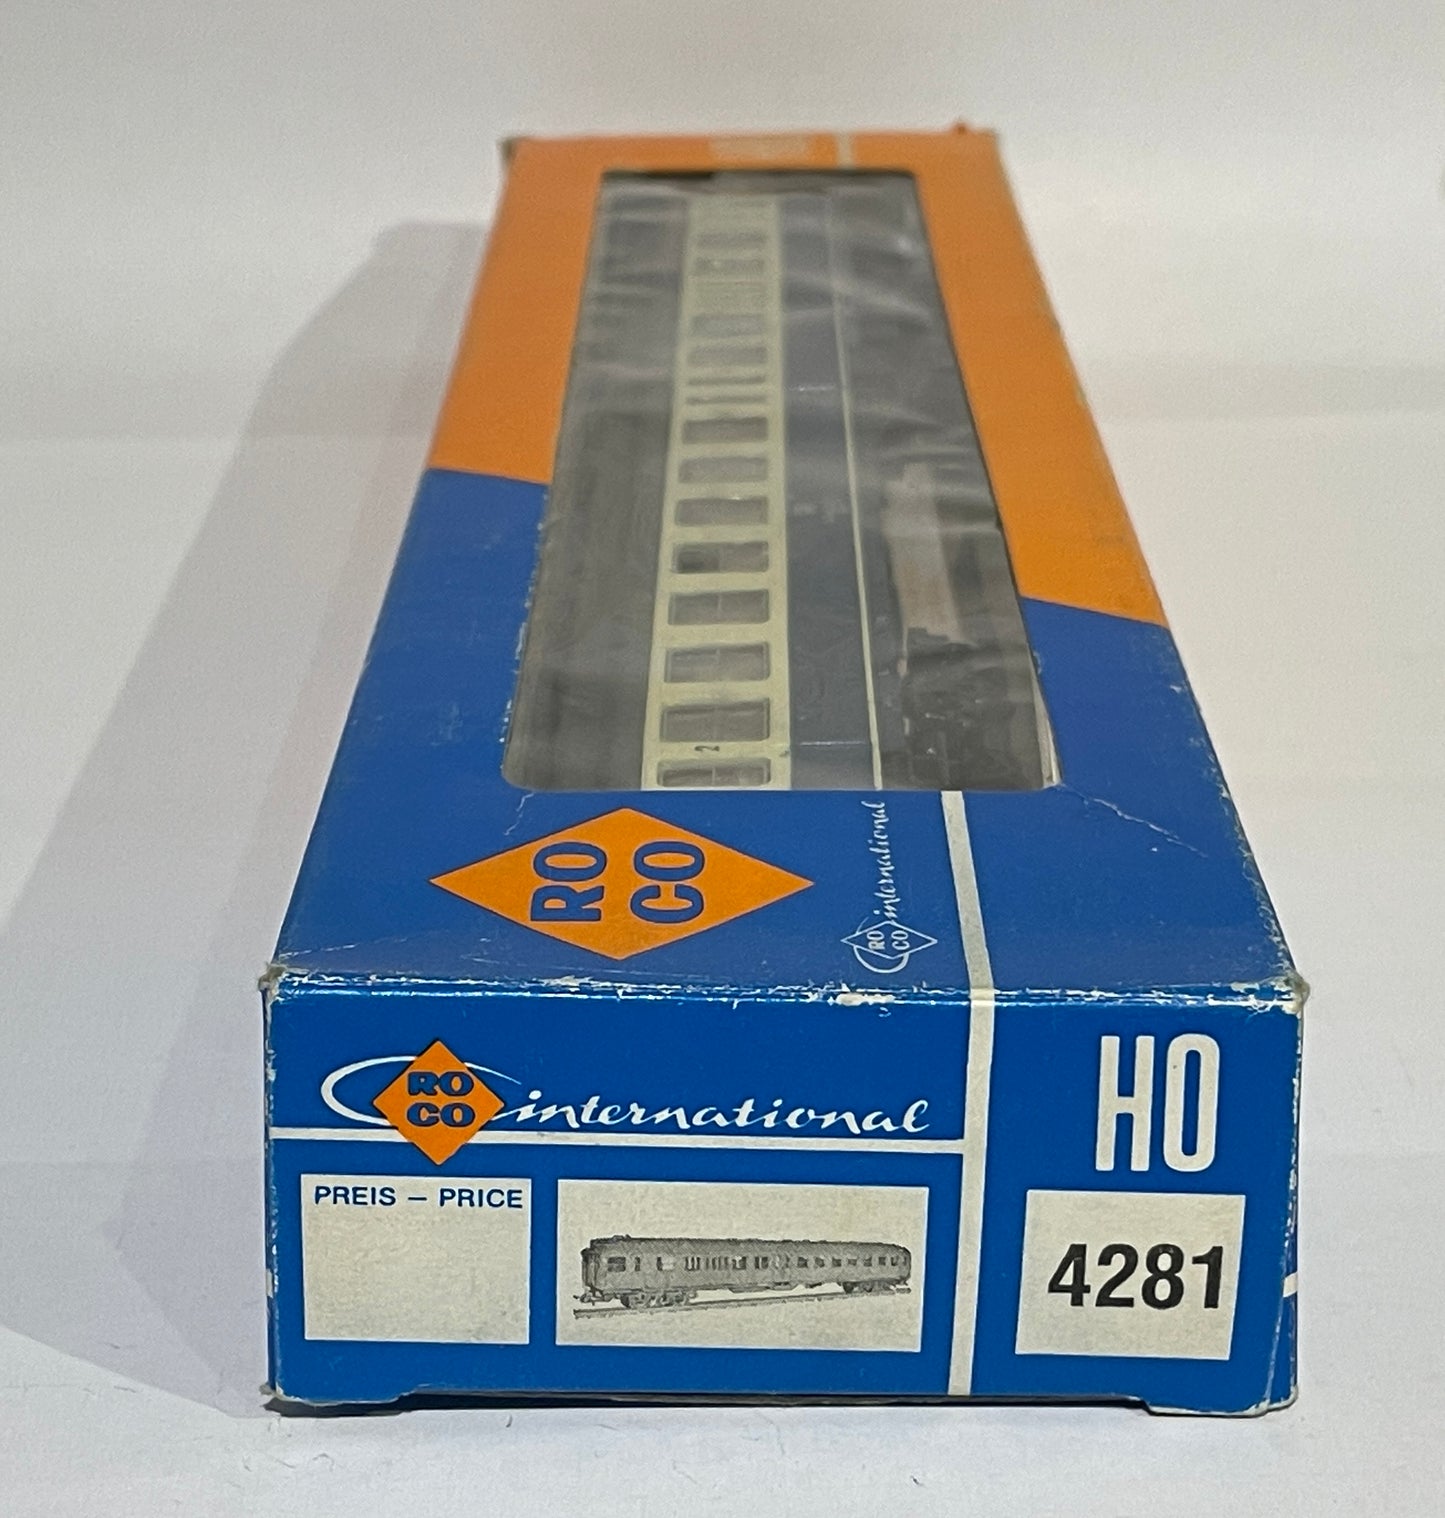 2
RO
CO
RO
CO
international
RO
CO
international
HO
PREIS – PRICE
4281